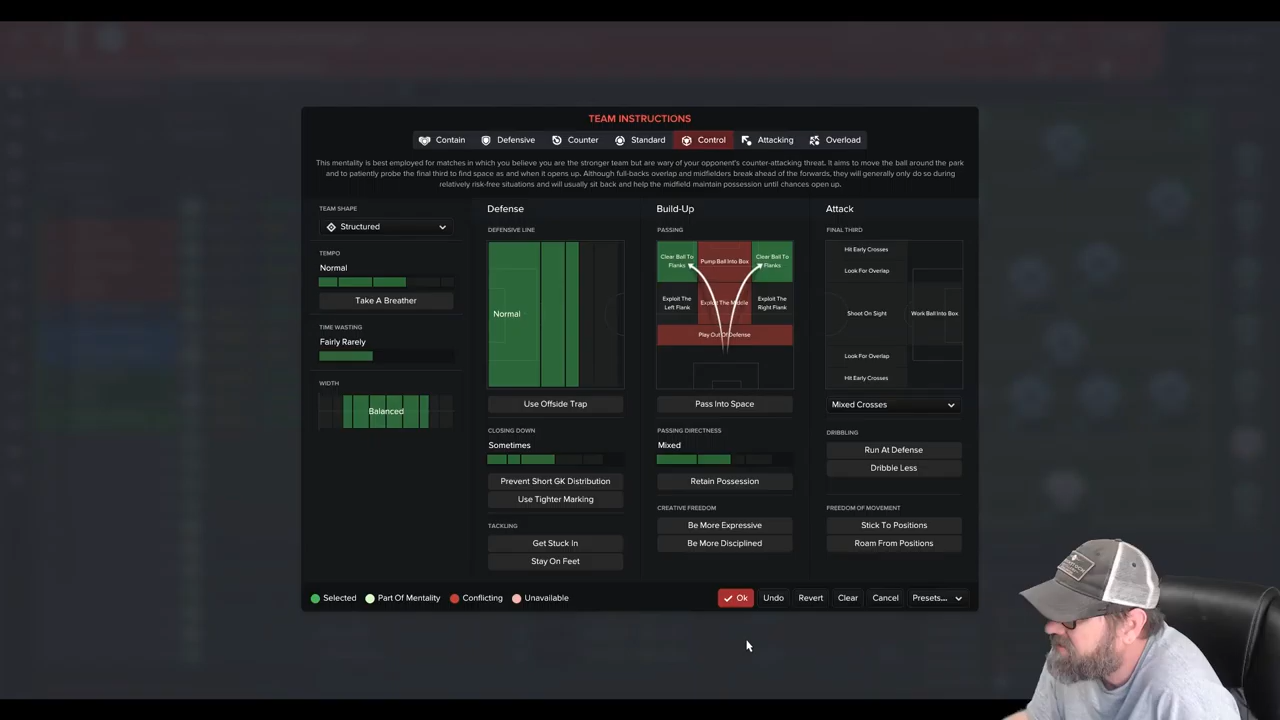 TEAM INSTRUCTIONS
Contain Defensive Counter Standard Control Attacking Overload
This mentality is best employed for matches in which you believe you are the stronger team but are wary of your opponent's counter-attacking threat. It aims to move the ball around the park
and to patiently probe the final third to find space as and when it opens up. Although full-backs overlap and midfielders break ahead of the forwards, they will generally only do so during
relatively risk-free situations and will usually sit back and help the midfield maintain possession until chances open up.
TEAM SHAPE
Structured
TEMPO
Normal
Take A Breather
TIME WASTING
Fairly Rarely
WIDTH
Balanced
Defense
DEFENSIVE LINE
Normal
Use Offside Trap
CLOSING DOWN
Sometimes
Prevent Short GK Distribution
Use Tighter Marking
TACKLING
Get Stuck In
Stay On Feet
Build-Up
PASSING
Clear Ball To
Flanks
Pump Ball Into Box
Clear Ball To
Flanks
Exploit The
Left Flank
Exploit The Middle
Exploit The
Right Flank
Play Out Of Defense
Pass Into Space
PASSING DIRECTNESS
Mixed
Retain Possession
CREATIVE FREEDOM
Be More Expressive
Be More Disciplined
Attack
FINAL THIRD
Hit Early Crosses
Look For Overlap
Shoot On Sight
Work Ball Into Box
Look For Overlap
Hit Early Crosses
Mixed Crosses
DRIBBLING
Run At Defense
Dribble Less
FREEDOM OF MOVEMENT
Stick To Positions
Roam From Positions
Selected Part Of Mentality Conflicting Unavailable
Ok Undo Revert Clear Cancel Presets...